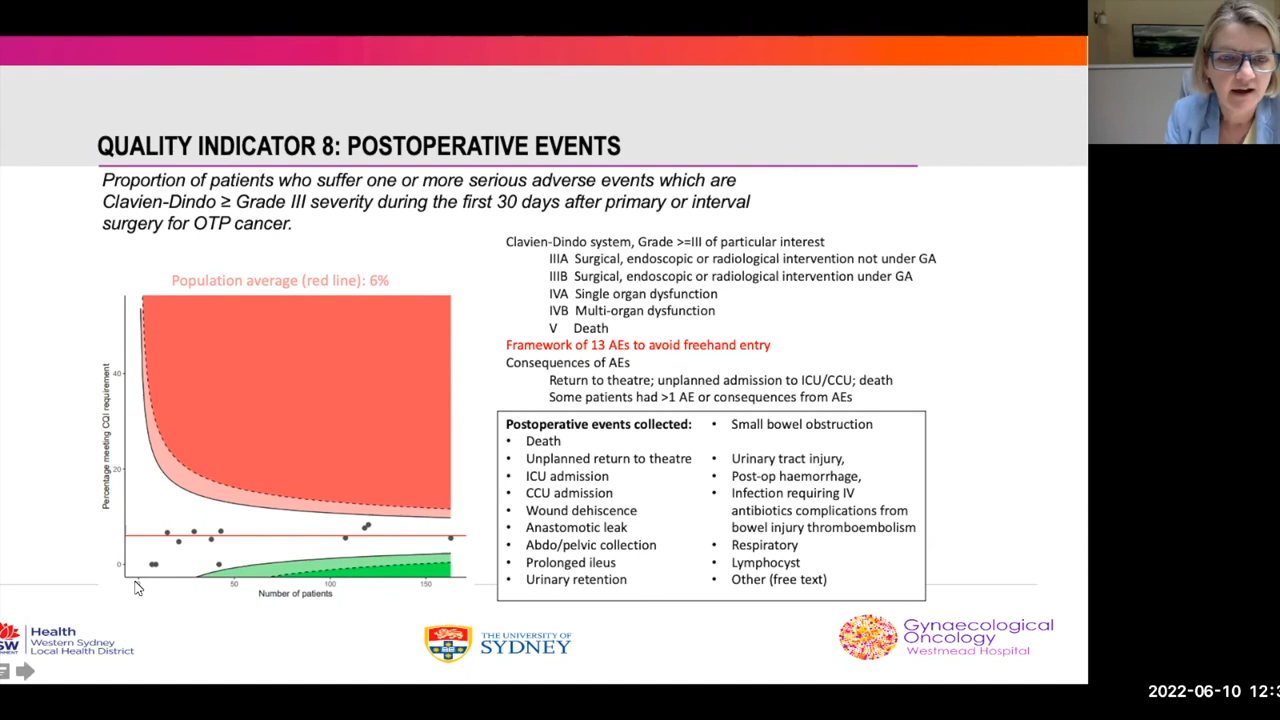 QUALITY INDICATOR 8: POSTOPERATIVE EVENTS
Proportion of patients who suffer one or more serious adverse events which are
Clavien-Dindo ≥ Grade III severity during the first 30 days after primary or interval
surgery for OTP cancer.
Population average (red line): 6%
Percentage meeting CQI requirement
40
20
0
50
100
150
Number of patients
Clavien-Dindo system, Grade >=III of particular interest
IIIA Surgical, endoscopic or radiological intervention not under GA
IIIB Surgical, endoscopic or radiological intervention under GA
IVA Single organ dysfunction
IVB Multi-organ dysfunction
V Death
Framework of 13 AEs to avoid freehand entry
Consequences of AEs
Return to theatre; unplanned admission to ICU/CCU; death
Some patients had >1 AE or consequences from AEs
Postoperative events collected:
• Death
• Unplanned return to theatre
• ICU admission
• CCU admission
• Wound dehiscence
• Anastomotic leak
• Abdo/pelvic collection
• Prolonged ileus
• Urinary retention
• Small bowel obstruction
• Urinary tract injury,
• Post-op haemorrhage,
• Infection requiring IV
antibiotics complications from
bowel injury thromboembolism
• Respiratory
• Lymphocyst
• Other (free text)
Health
Western Sydney
Local Health District
THE UNIVERSITY OF
SYDNEY
Gynaecological
Oncology
Westmead Hospital
2022-06-10 12:3